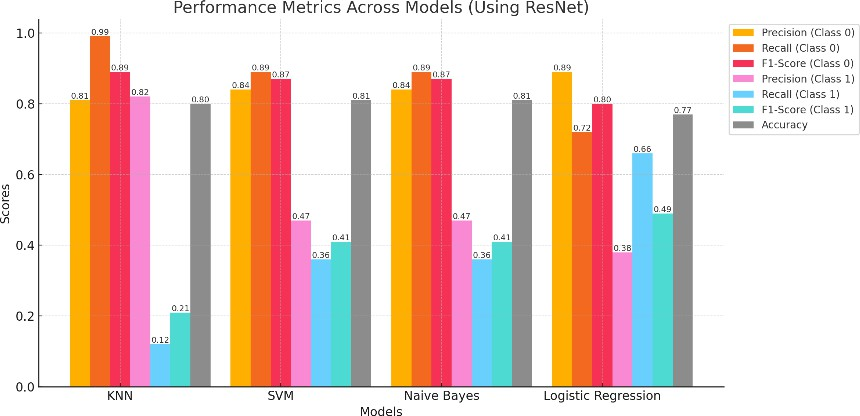 Performance Metrics Across Models (Using ResNet)
Precision (Class 0)
Recall (Class 0)
F1-Score (Class 0)
Precision (Class 1)
Recall (Class 1)
F1-Score (Class 1)
Accuracy
Scores
1.0
0.8
0.6
0.4
0.2
0.0
0.81 0.99 0.89 0.82 0.12 0.21 0.80
0.84 0.89 0.87 0.47 0.36 0.41 0.81
0.84 0.89 0.87 0.47 0.36 0.41 0.81
0.89 0.72 0.80 0.38 0.66 0.49 0.77
KNN SVM Naive Bayes Logistic Regression
Models